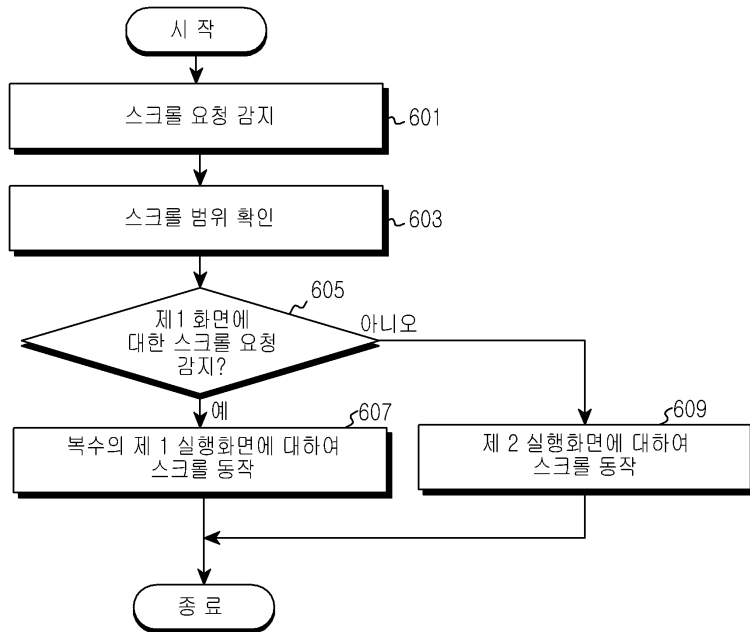 시 작
스크롤 요청 감지
601
스크롤 범위 확인
603
605
제1 화면에
대한 스크롤 요청
감지?
아니오
예
607
복수의 제 1 실행화면에 대하여
스크롤 동작
609
제 2 실행화면에 대하여
스크롤 동작
종 료